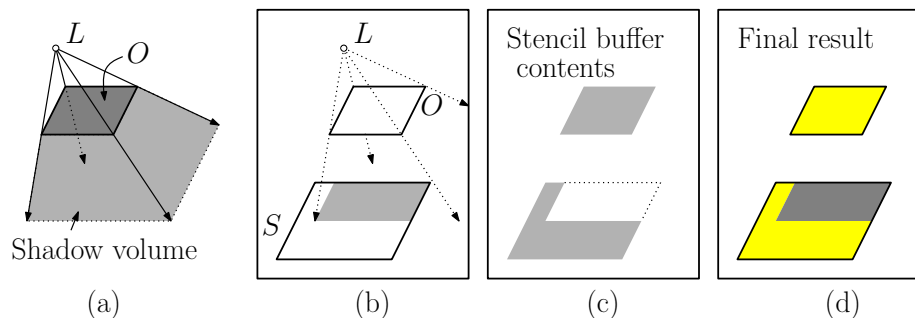 L
O
Shadow volume
(a)
L
O
S
(b)
Stencil buffer
contents
(c)
Final result
(d)